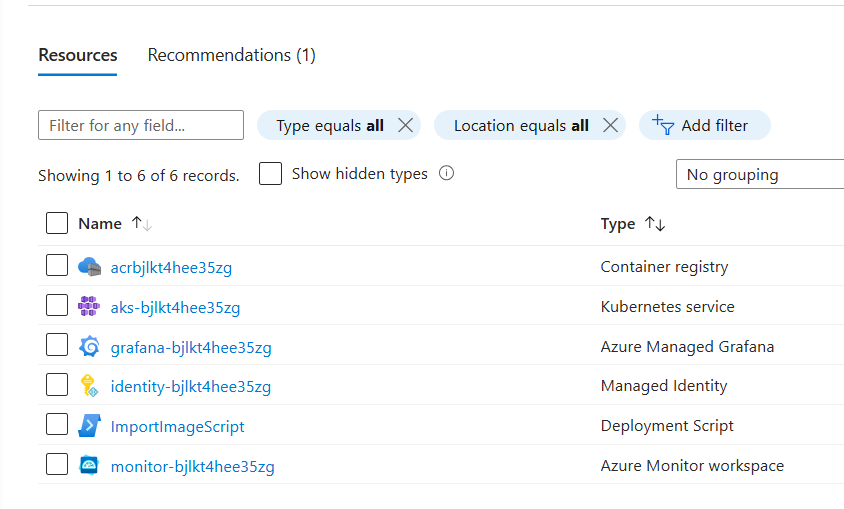 Resources Recommendations (1)
Filter for any field... Type equals all Location equals all Add filter
Showing 1 to 6 of 6 records. Show hidden types No grouping
Name Type
acrbjlkt4hee35zg Container registry
aks-bjlkt4hee35zg Kubernetes service
grafana-bjlkt4hee35zg Azure Managed Grafana
identity-bjlkt4hee35zg Managed Identity
ImportImageScript Deployment Script
monitor-bjlkt4hee35zg Azure Monitor workspace